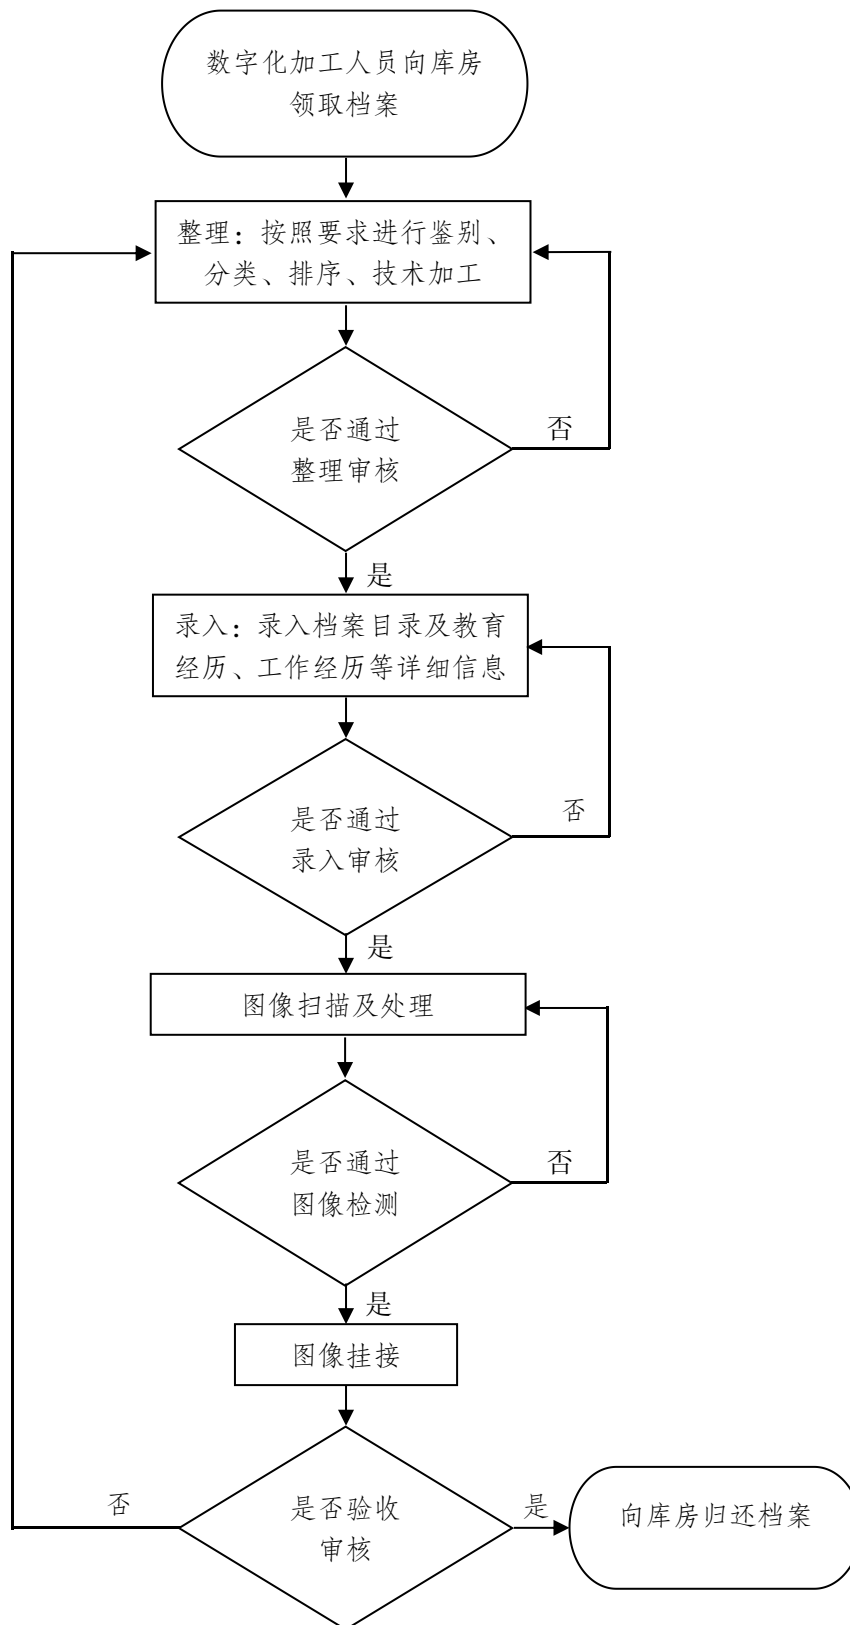 数字化加工人员向库房
领取档案
整理：按照要求进行鉴别、
分类、排序、技术加工
是否通过
整理审核
否
是
录入：录入档案目录及教育
经历、工作经历等详细信息
是否通过
录入审核
否
是
图像扫描及处理
是否通过
图像检测
否
是
图像挂接
否
是否验收
审核
是
向库房归还档案